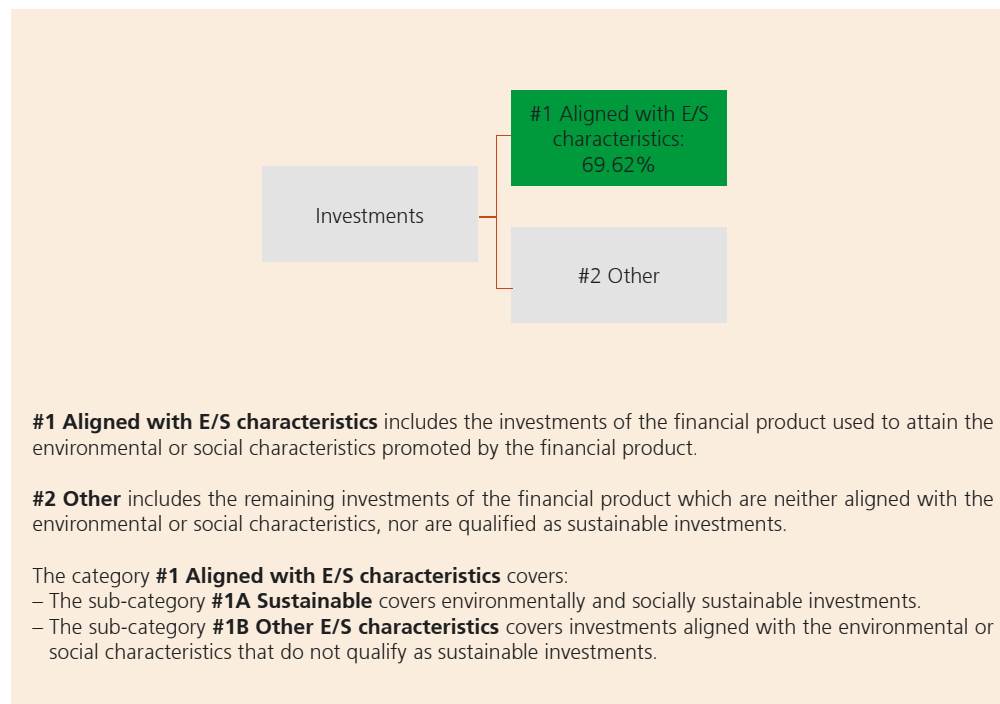 #1 Aligned with E/S
characteristics:
69.62%
Investments
#2 Other
#1 Aligned with E/S characteristics includes the investments of the financial product used to attain the
environmental or social characteristics promoted by the financial product.
#2 Other includes the remaining investments of the financial product which are neither aligned with the
environmental or social characteristics, nor are qualified as sustainable investments.
The category #1 Aligned with E/S characteristics covers:
– The sub-category #1A Sustainable covers environmentally and socially sustainable investments.
– The sub-category #1B Other E/S characteristics covers investments aligned with the environmental or
social characteristics that do not qualify as sustainable investments.